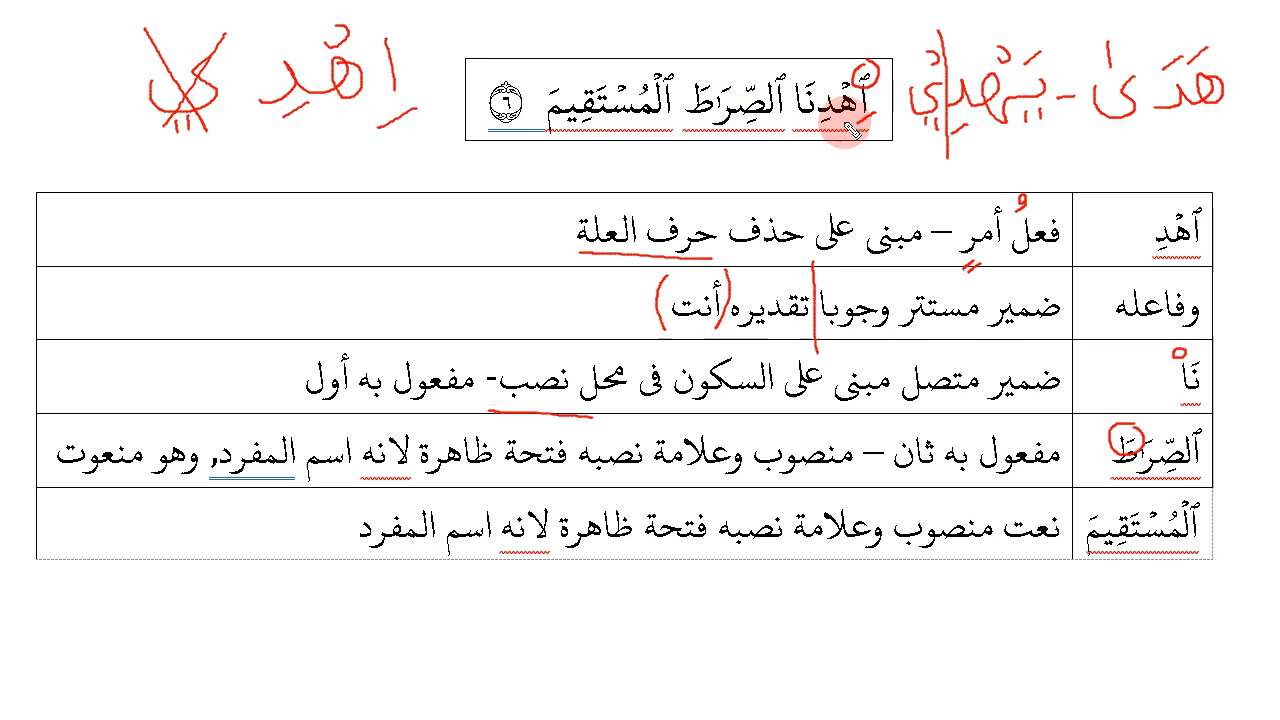 هَدَىٰ - يَهْدِيْ
ٱهْدِنَا ٱلصِّرَٰطَ ٱلْمُسْتَقِيمَ ٦
اِهْدِ ي
ٱهْدِ فعلُ أمرٍ – مبنى على حذف حرف العلة
وفاعله ضمير مستتر وجوبا تقديره (أنت)
نَاْ ضمير متصل مبنى على السكون فى محل نصب- مفعول به أول
ٱلصِّرَٰطَ مفعول به ثان – منصوب وعلامة نصبه فتحة ظاهرة لانه اسم المفرد, وهو منعوت
ٱلْمُسْتَقِيمَ نعت منصوب وعلامة نصبه فتحة ظاهرة لانه اسم المفرد